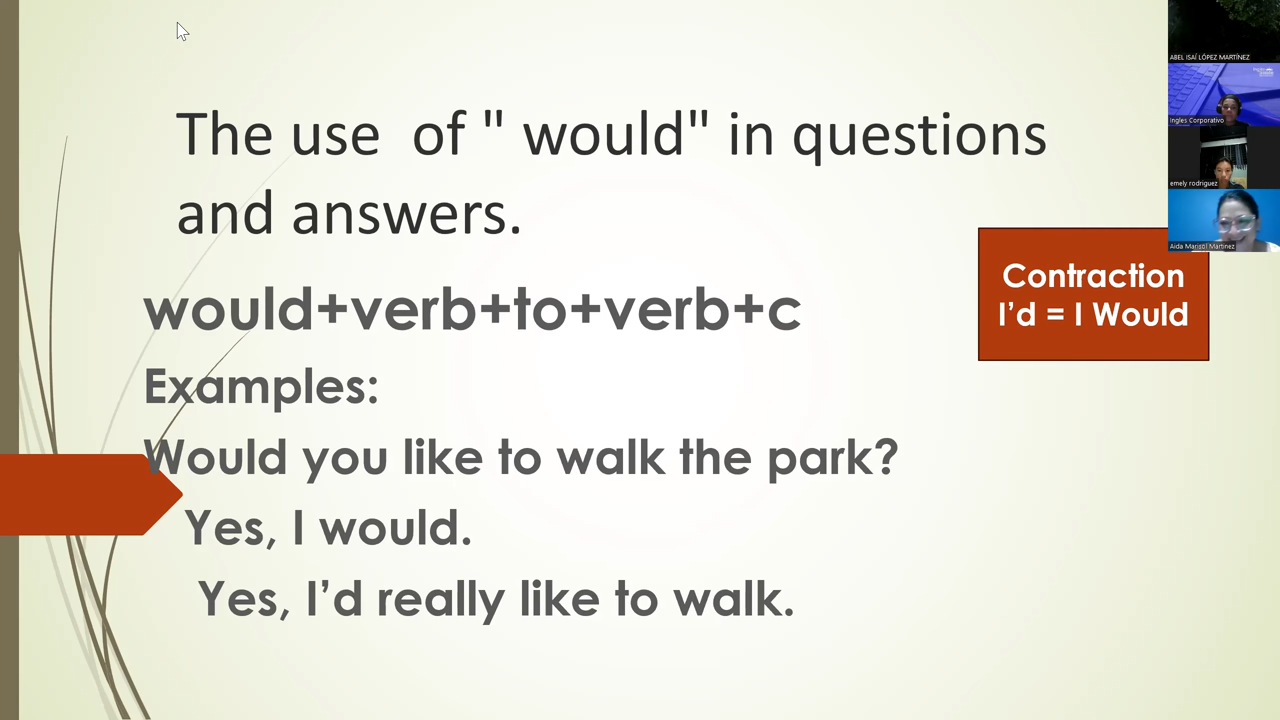 The use of " would" in questions
and answers.
would+verb+to+verb+c
Examples:
Would you like to walk the park?
Yes, I would.
Yes, I’d really like to walk.
Contraction
I’d = I Would
ABEL ISAÍ LÓPEZ MARTÍNEZ
Ingles Corporativo
emely rodriguez
Aida Marisol Martinez